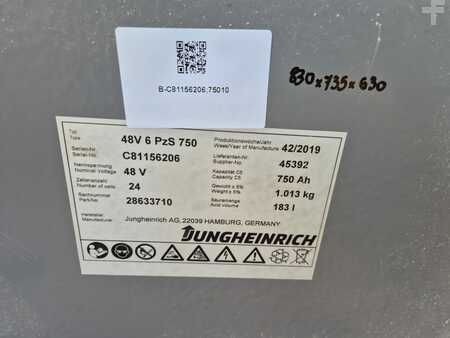 B-C81156206:75010
830x735x630
Typ
Type
48V 6 PzS 750
Produktionswoche/Jahr
Week/Year of Manufacture
42/2019
Serien-Nr.
Serial-No.
C81156206
Lieferanten-Nr.
Supplier-No.
45392
Nennspannung
Nominal Voltage
48 V
Kapazität C5
Capacity C5
750 Ah
Zellenanzahl
Number of cells
24
Gewicht ± 5%
Weight ± 5%
1.013 kg
Sachnummer
Part-No.
28633710
Säuremenge
Acid volume
183 l
Hersteller
Manufacturer
Jungheinrich AG, 22039 HAMBURG, GERMANY
JUNGHEINRICH